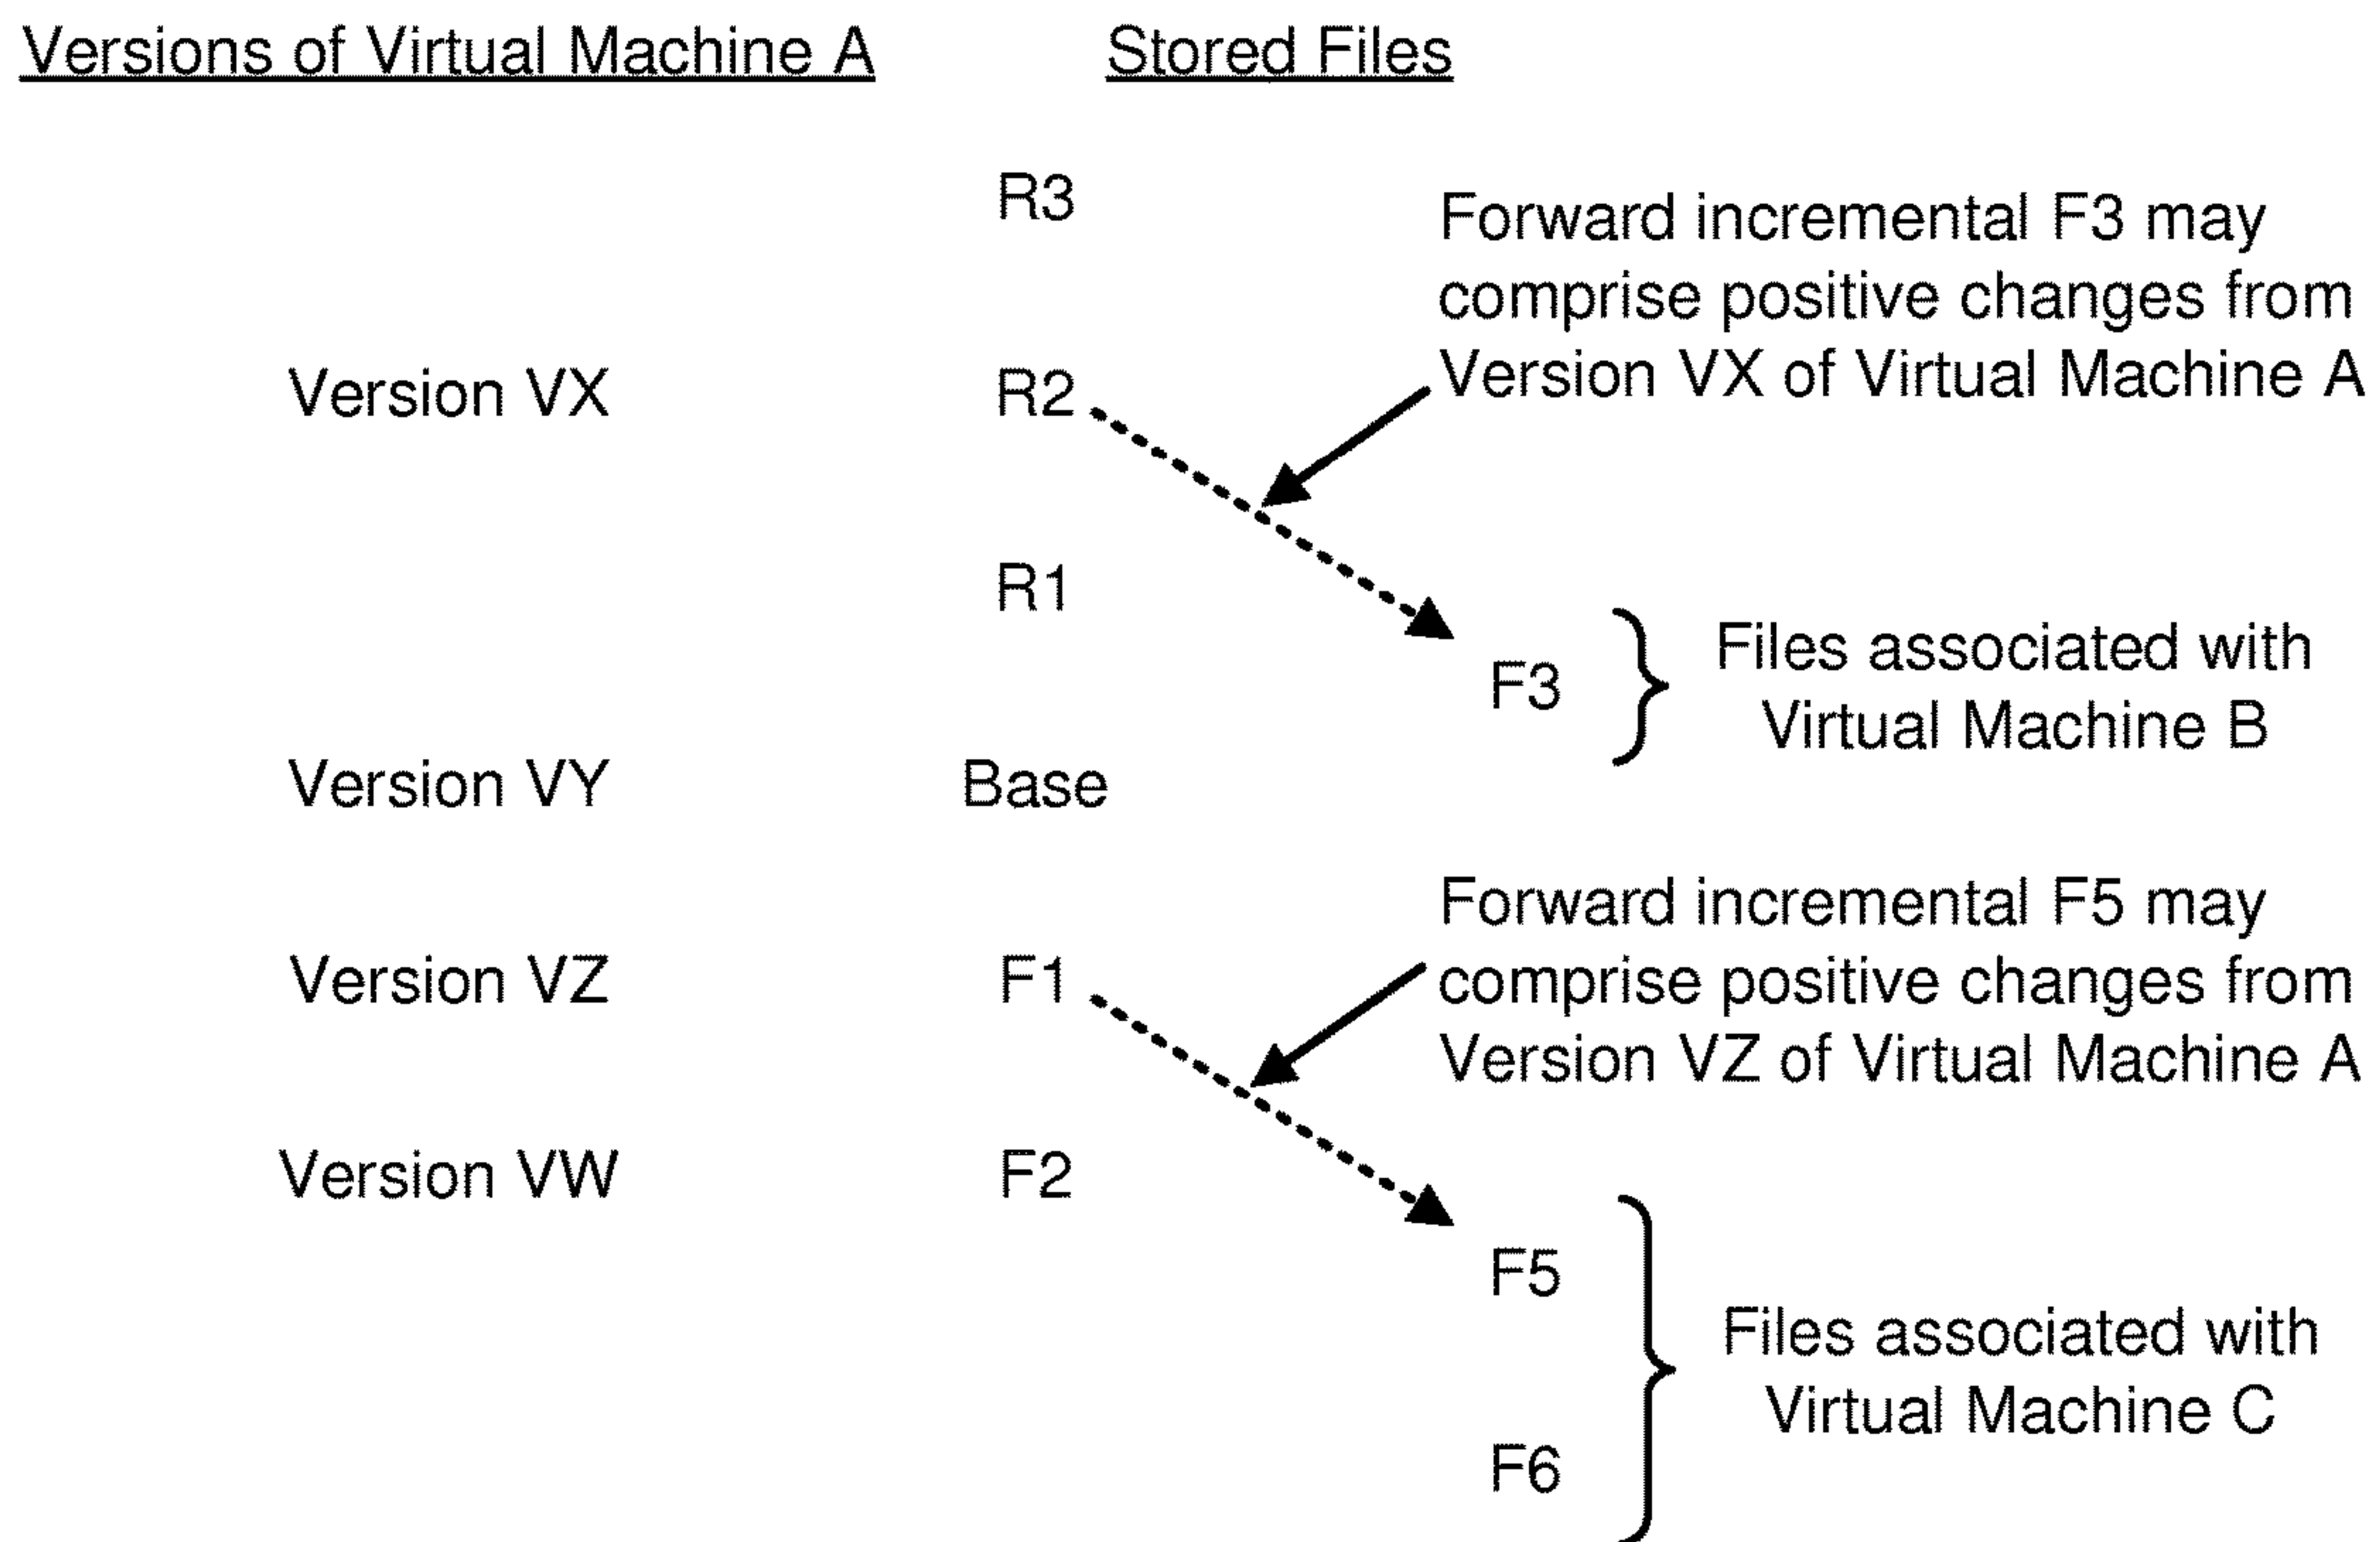 Versions of Virtual Machine A
Stored Files
R3
Forward incremental F3 may
comprise positive changes from
Version VX of Virtual Machine A
Version VX
R2
R1
F3
Files associated with
Virtual Machine B
Version VY
Base
Forward incremental F5 may
comprise positive changes from
Version VZ of Virtual Machine A
Version VZ
F1
Version VW
F2
F5
Files associated with
Virtual Machine C
F6